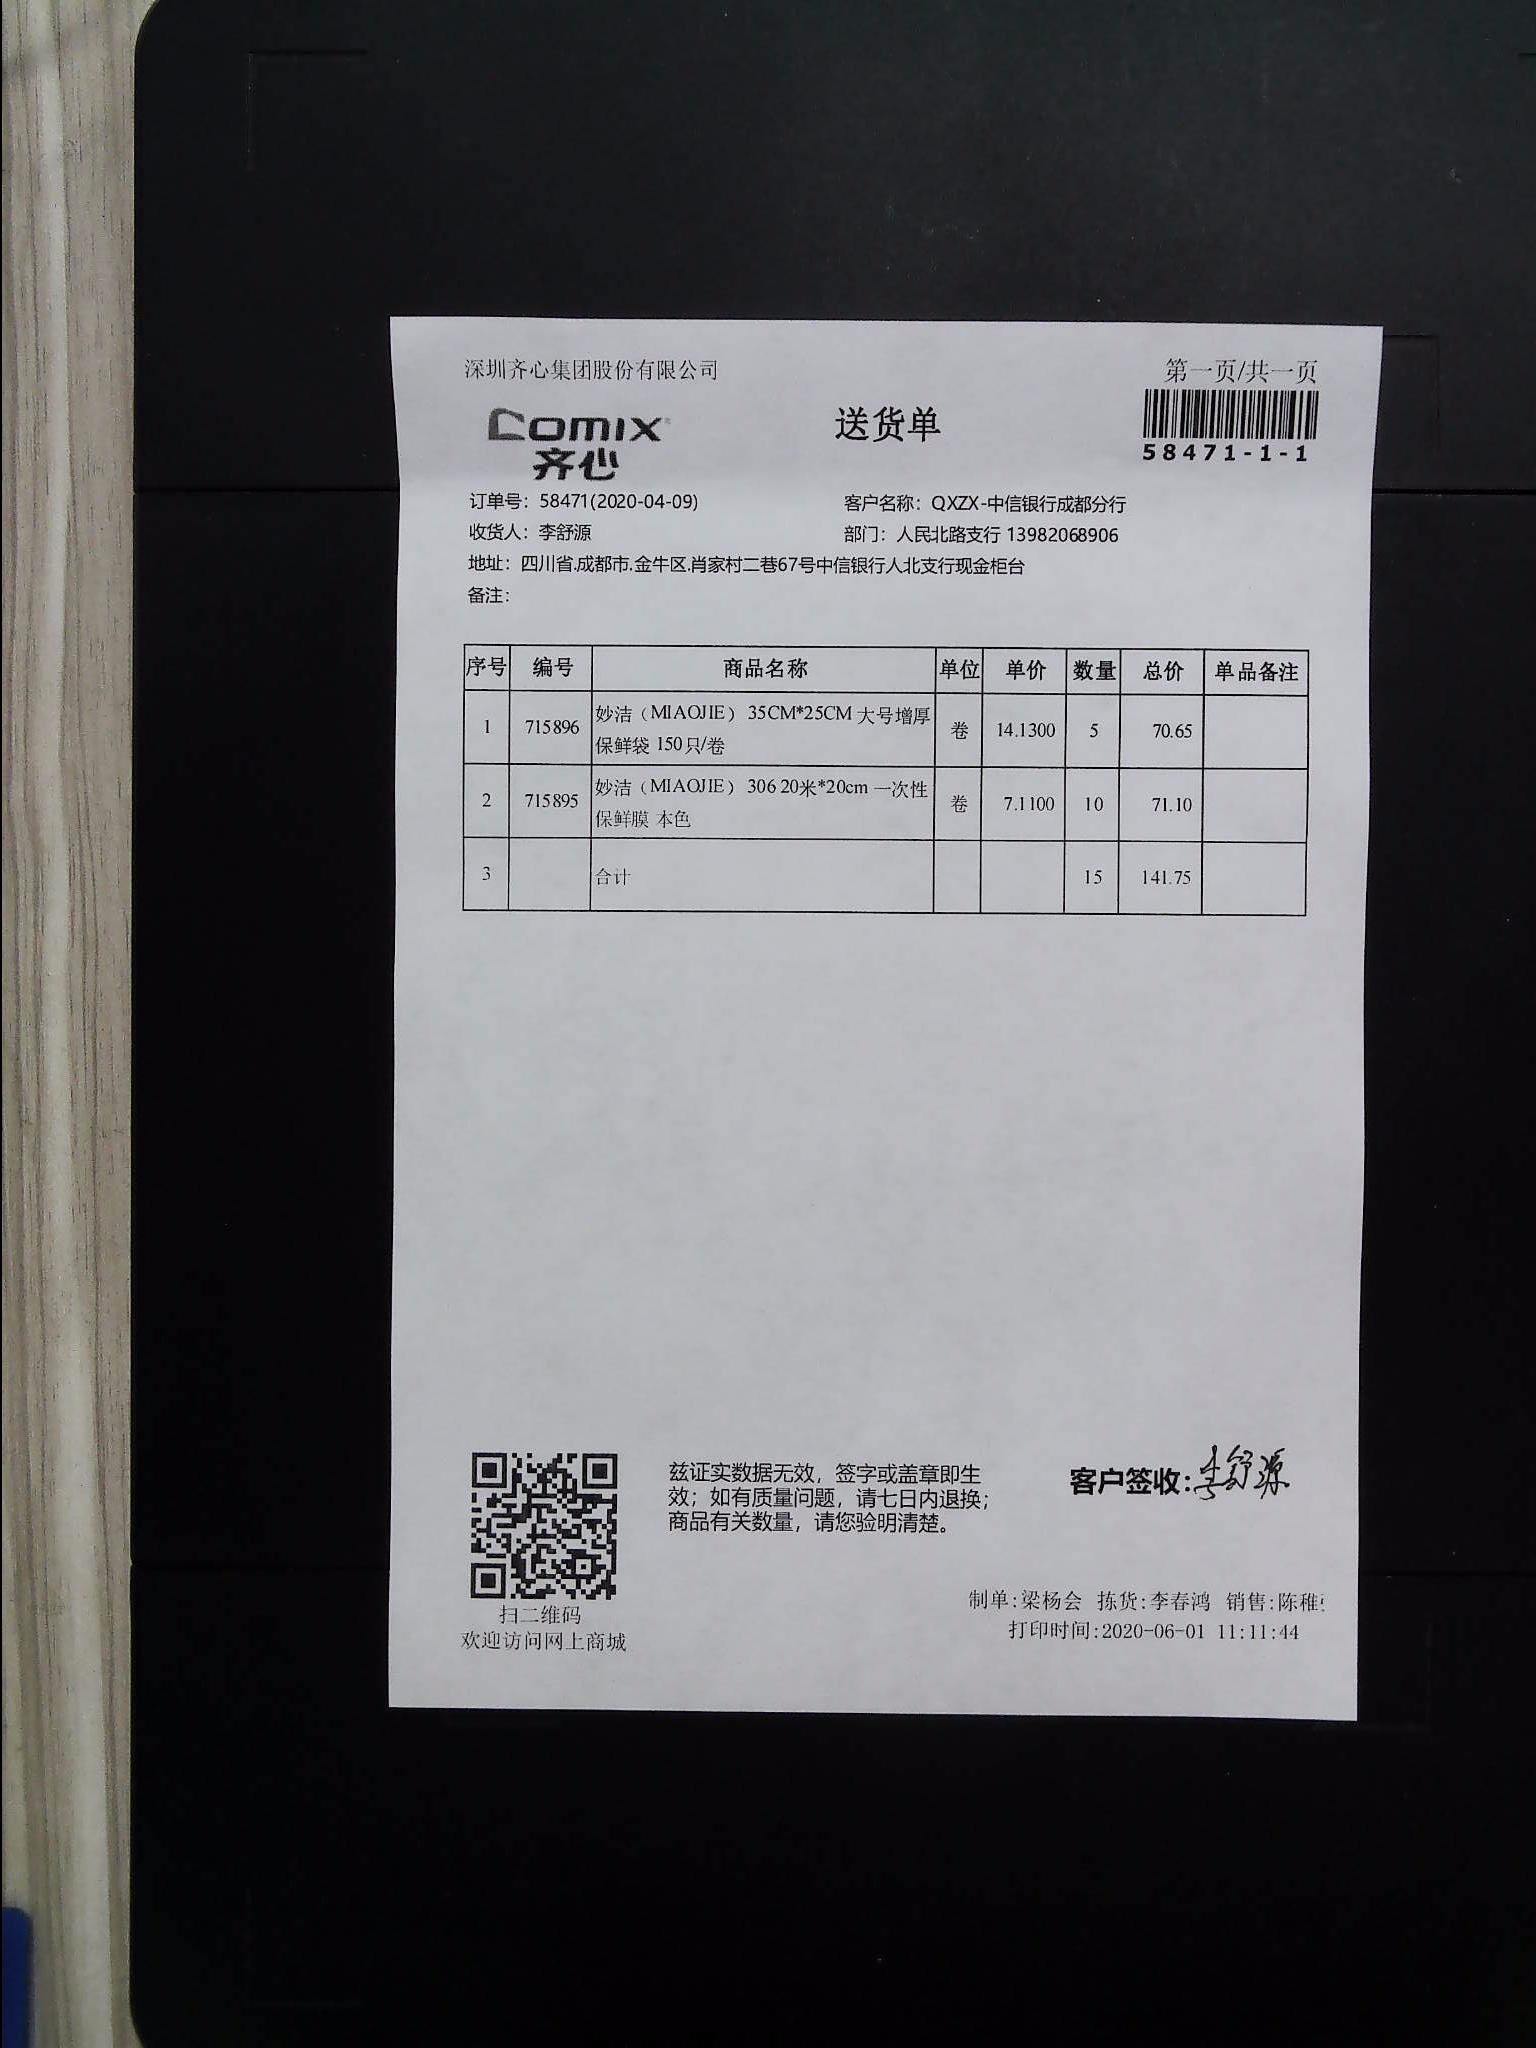 深圳齐心集团股份有限公司
第一页/共一页
COMIX
齐心
送货单
58471-1-1
订单号：58471(2020-04-09)
客户名称：QXZX-中信银行成都分行
收货人：李舒源
部门：人民北路支行 13982068906
地址：四川省.成都市.金牛区.肖家村二巷67号中信银行人北支行现金柜台
备注：
序号 编号 商品名称 单位 单价 数量 总价 单品备注
1 715896 妙洁（MIAOJIE） 35CM*25CM 大号增厚 卷 14.1300 5 70.65
保鲜袋 150只/卷
2 715895 妙洁（MIAOJIE） 306 20米*20cm 一次性 卷 7.1100 10 71.10
保鲜膜 本色
3 合计 15 141.75
兹证实数据无效，签字或盖章即生
效；如有质量问题，请七日内退换；
商品有关数量，请您验明清楚。
客户签收：李舒源
扫二维码
欢迎访问网上商城
制单:梁杨会 拣货:李春鸿 销售:陈稚
打印时间:2020-06-01 11:11:44